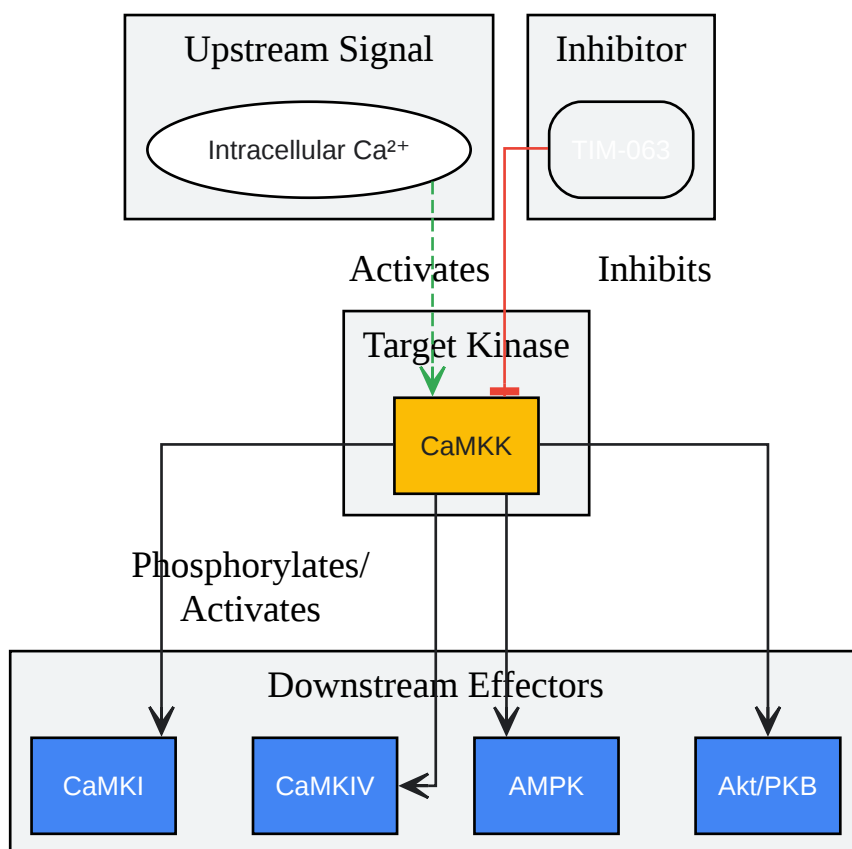 Upstream Signal
Inhibitor
Intracellular Ca²⁺
TIM-063
Activates
Inhibits
Target Kinase
CaMKK
Phosphorylates/
Activates
Downstream Effectors
CaMKI
CaMKIV
AMPK
Akt/PKB